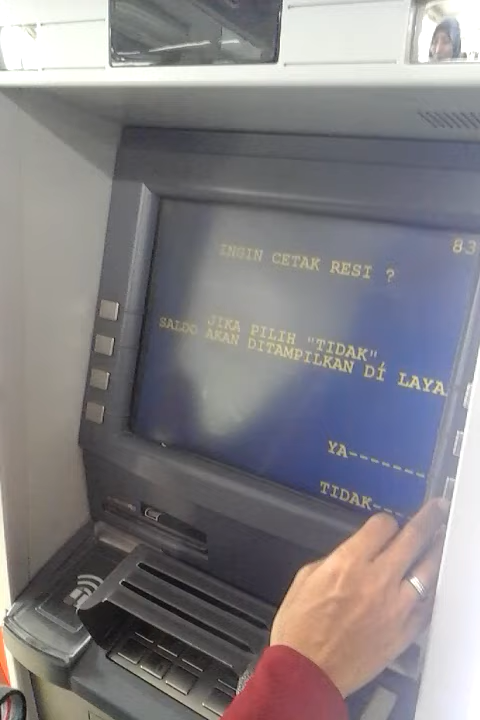 83
INGIN CETAK RESI ?
JIKA PILIH "TIDAK",
SALDO AKAN DITAMPILKAN DI LAYA
YA-------
TIDAK----